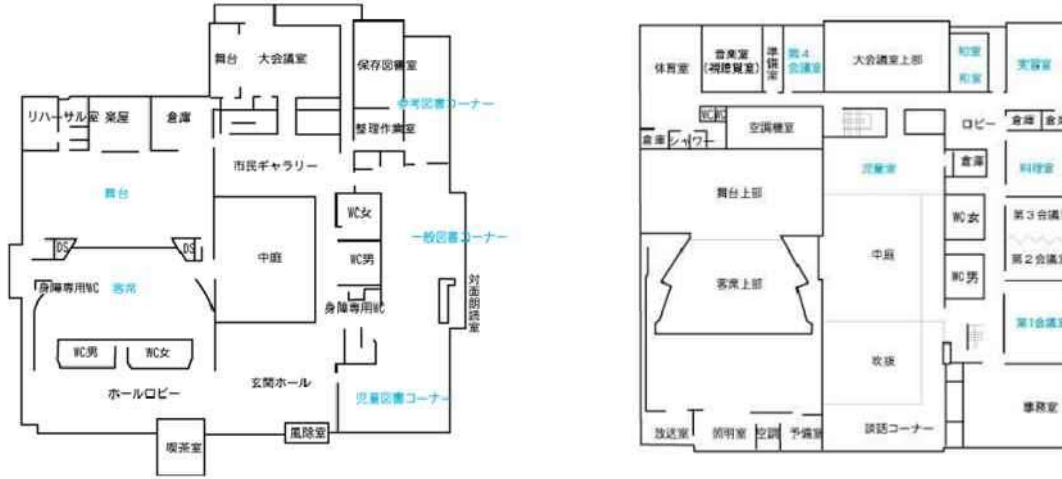 舞台
大会議室
保存図書室
参考図書コーナー
リハーサル室
楽屋
倉庫
整理作業室
市民ギャラリー
舞台
WC女
一般図書コーナー
DS
DS
中庭
WC男
身障専用WC
客席
対面朗読室
身障専用WC
WC男
WC女
玄関ホール
ホールロビー
児童図書コーナー
風除室
喫茶室
体育室
音楽室
(視聴覚室)
準備室
第4
会議室
大会議室上部
和室
和室
実習室
WC
WC
空調機室
ロビー
倉庫
倉庫
倉庫
シャワー
児童室
倉庫
料理室
舞台上部
WC女
第3会議
中庭
第2会議室
客席上部
WC男
第1会議室
吹抜
事務室
放送室
照明室
空調
予備室
談話コーナー